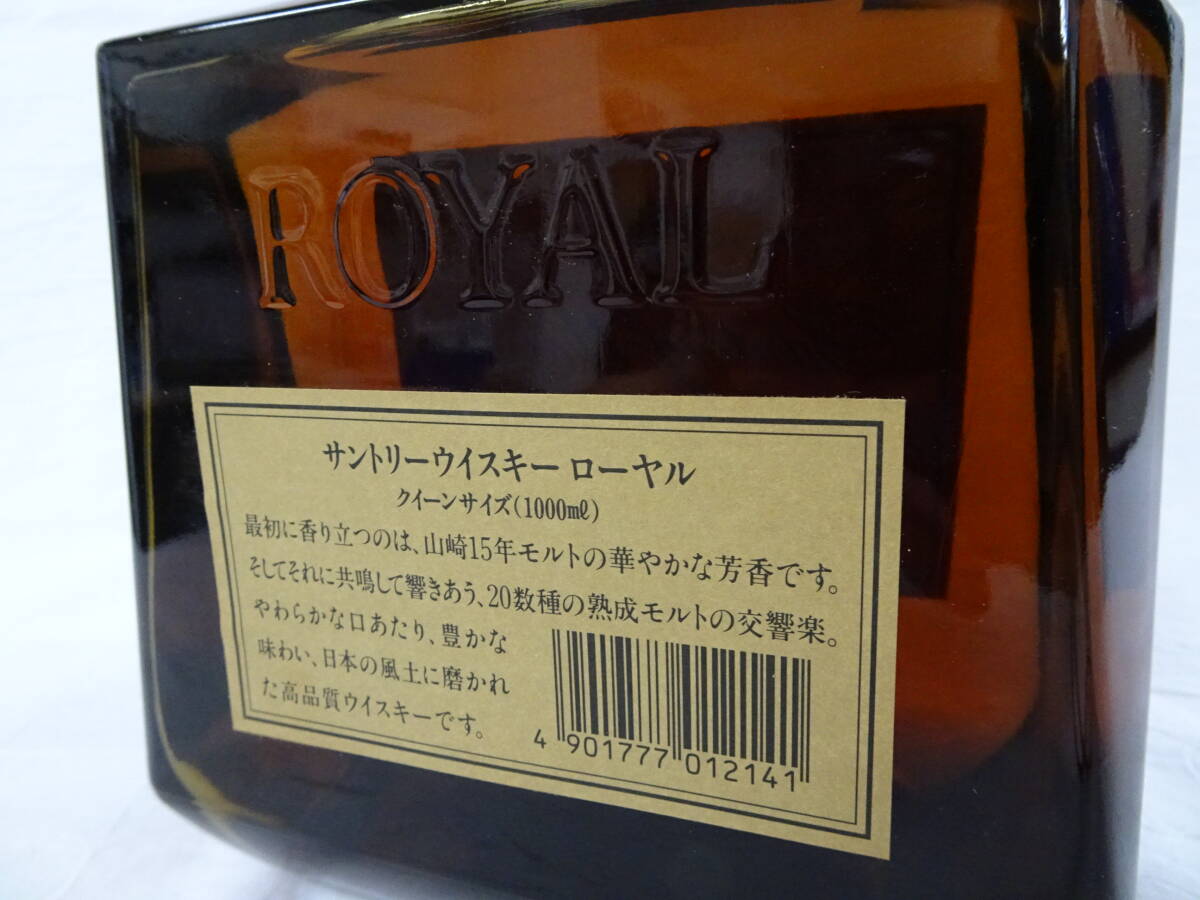 ROYAL
サントリーウイスキー ローヤル
クイーンサイズ(1000㎖)
最初に香り立つのは、山崎15年モルトの華やかな芳香です。
そしてそれに共鳴して響きあう、20数種の熟成モルトの交響楽。
やわらかな口あたり、豊かな
味わい、日本の風土に磨かれ
た高品質ウイスキーです。
4 901777 012141